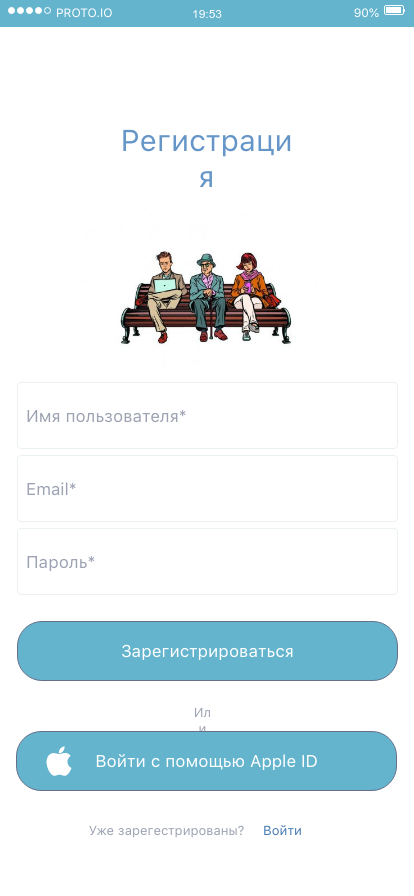 PROTO.IO 19:53 90%
Регистраци
я
Имя пользователя*
Email*
Пароль*
Зарегистрироваться
Ил
и
Войти с помощью Apple ID
Уже зарегестрированы? Войти